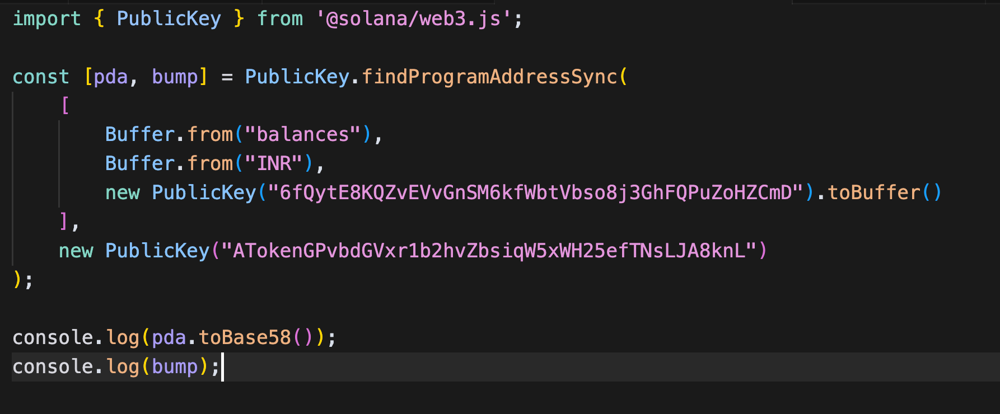 import { PublicKey } from '@solana/web3.js';
const [pda, bump] = PublicKey.findProgramAddressSync(
[
Buffer.from("balances"),
Buffer.from("INR"),
new PublicKey("6fQytE8KQZvEVvGnSM6kfWbtVbso8j3GhFQPuZoHZCmD").toBuffer()
],
new PublicKey("ATokenGPvbdGVxr1b2hvZbsiqW5xWH25efTNsLJA8knL")
);
console.log(pda.toBase58());
console.log(bump);